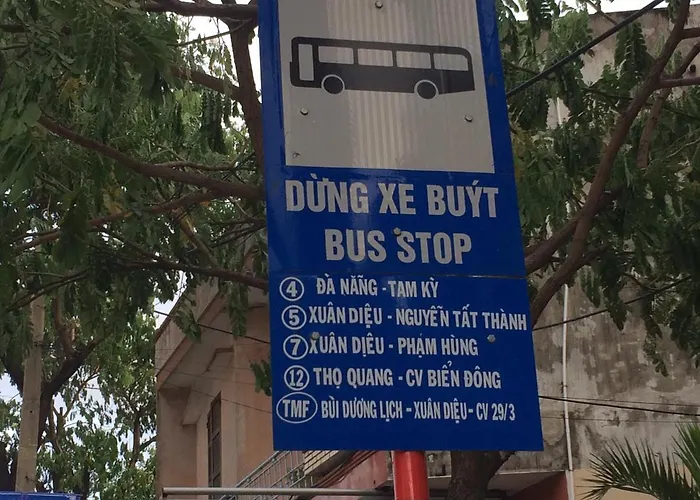 DỪNG XE BUÝT
BUS STOP
4 ĐÀ NẴNG - TAM KỲ
5 XUÂN DIỆU - NGUYỄN TẤT THÀNH
7 XUÂN DIỆU - PHẠM HÙNG
12 THỌ QUANG - CV BIỂN ĐÔNG
TMF BÙI DƯƠNG LỊCH - XUÂN DIỆU - CV 29/3